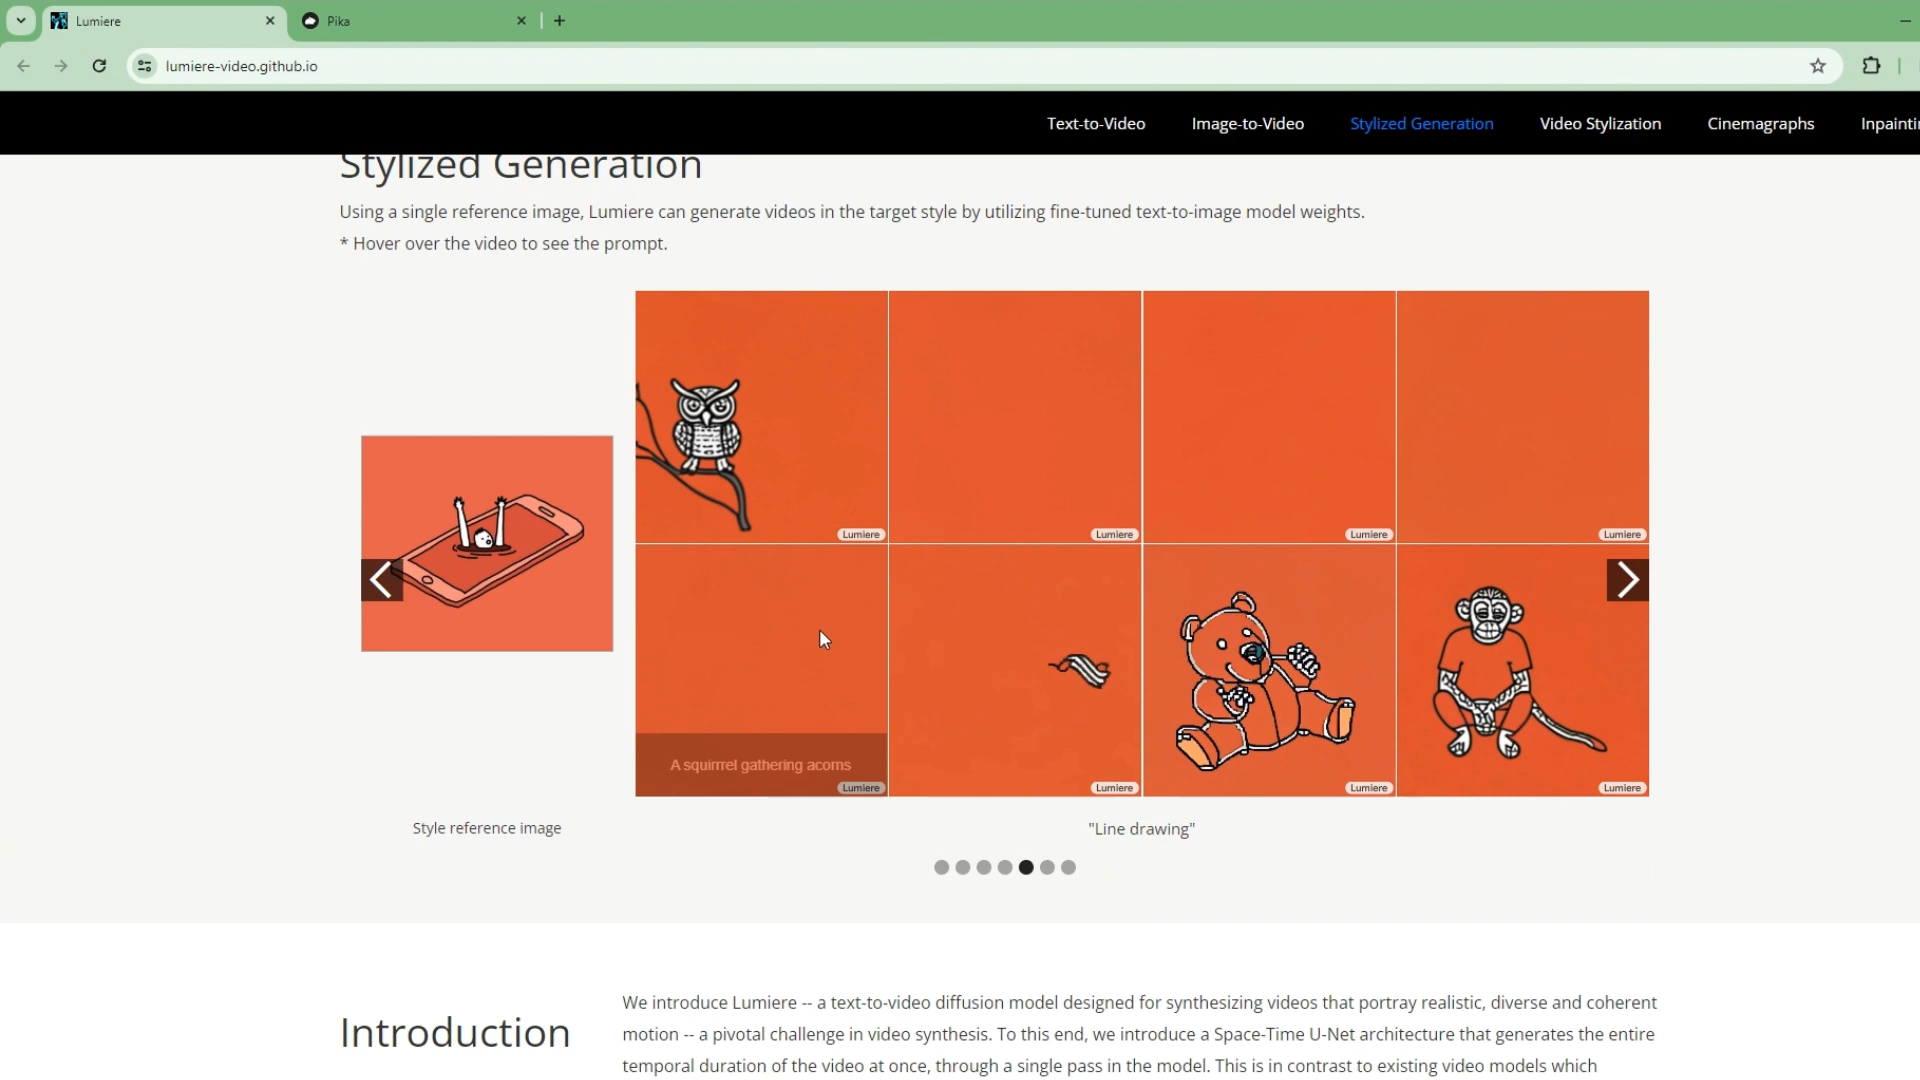 Lumiere
Pika
lumiere-video.github.io
Text-to-Video
Image-to-Video
Stylized Generation
Video Stylization
Cinemagraphs
Inpaintin
Stylized Generation
Using a single reference image, Lumiere can generate videos in the target style by utilizing fine-tuned text-to-image model weights.
* Hover over the video to see the prompt.
Lumiere
Lumiere
Lumiere
Lumiere
A squirrrel gathering acorns
Lumiere
Lumiere
Lumiere
Lumiere
Style reference image
"Line drawing"
Introduction
We introduce Lumiere -- a text-to-video diffusion model designed for synthesizing videos that portray realistic, diverse and coherent
motion -- a pivotal challenge in video synthesis. To this end, we introduce a Space-Time U-Net architecture that generates the entire
temporal duration of the video at once, through a single pass in the model. This is in contrast to existing video models which